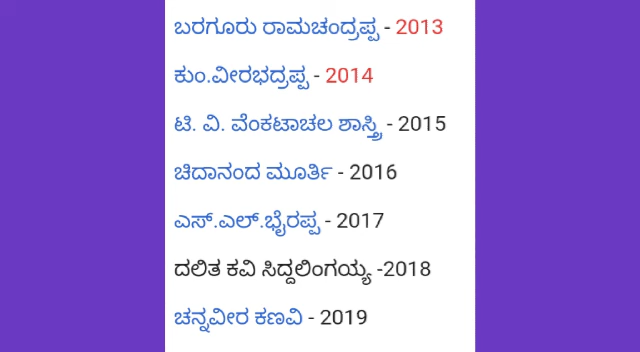 ಬರಗೂರು ರಾಮಚಂದ್ರಪ್ಪ - 2013
ಕುಂ.ವೀರಭದ್ರಪ್ಪ - 2014
ಟಿ. ವಿ. ವೆಂಕಟಾಚಲ ಶಾಸ್ತ್ರಿ - 2015
ಚಿದಾನಂದ ಮೂರ್ತಿ - 2016
ಎಸ್.ಎಲ್.ಭೈರಪ್ಪ - 2017
ದಲಿತ ಕವಿ ಸಿದ್ದಲಿಂಗಯ್ಯ -2018
ಚನ್ನವೀರ ಕಣವಿ - 2019